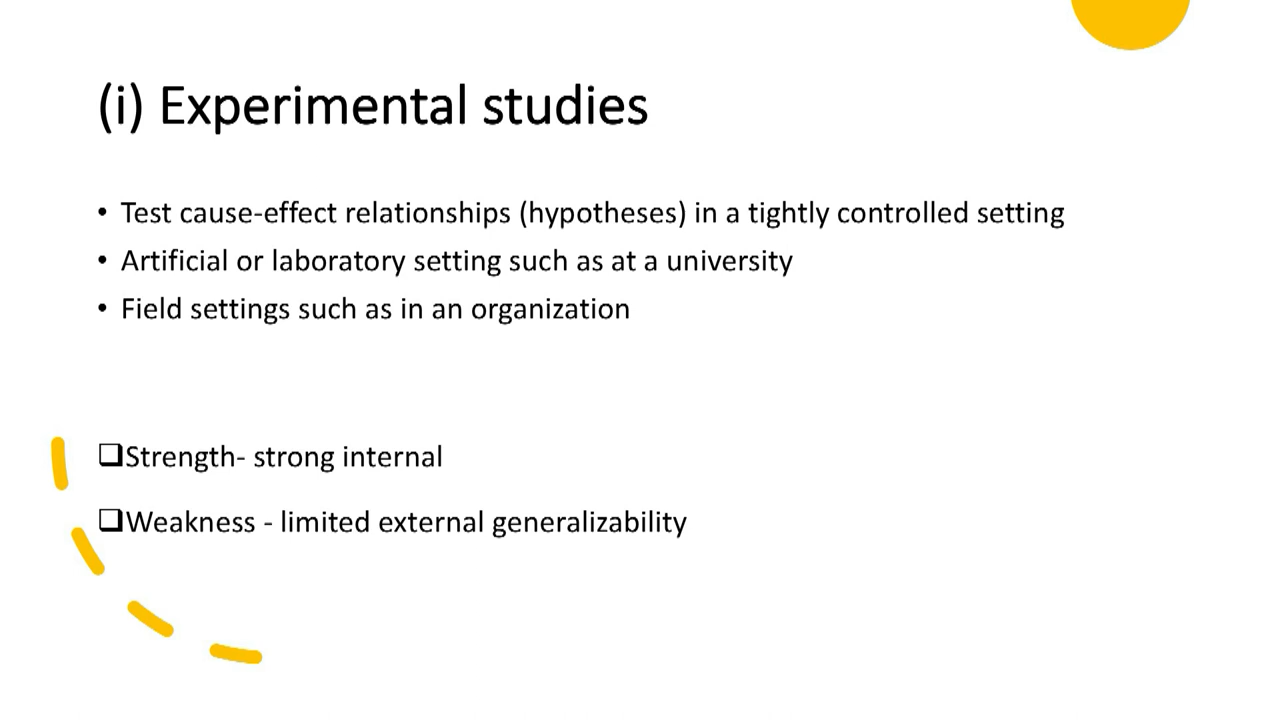 (i) Experimental studies
• Test cause-effect relationships (hypotheses) in a tightly controlled setting
• Artificial or laboratory setting such as at a university
• Field settings such as in an organization
❑Strength- strong internal
❑Weakness - limited external generalizability